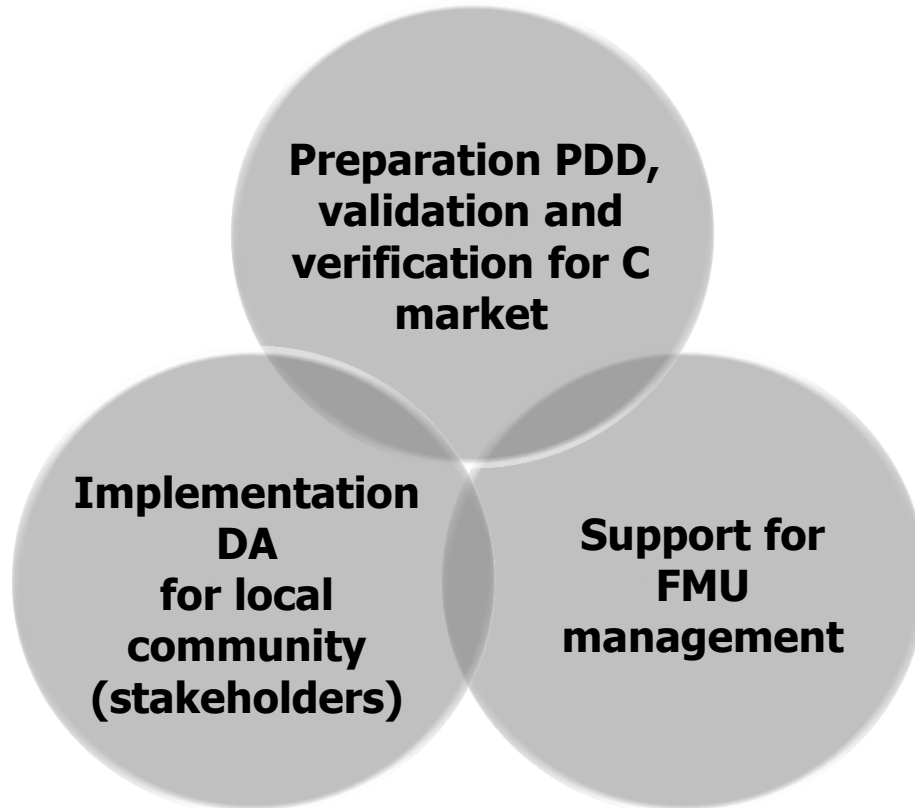 Preparation PDD,
validation and
verification for C
market
Implementation
DA
for local
community
(stakeholders)
Support for
FMU
management